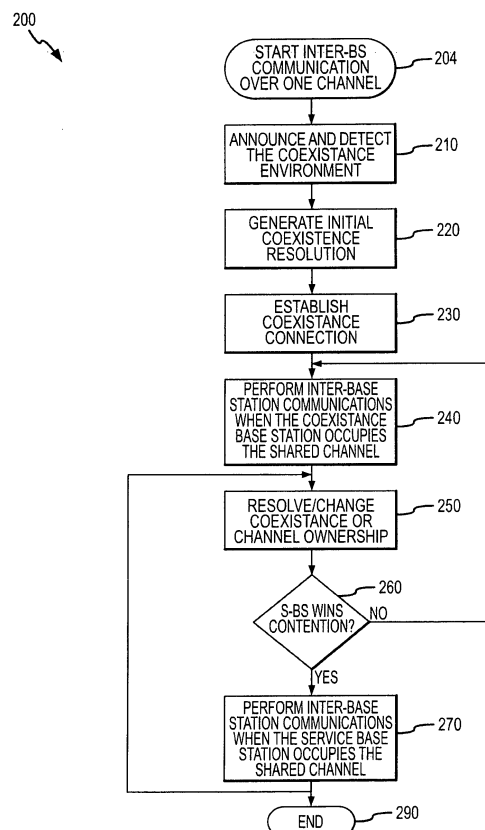 200
START INTER-BS
COMMUNICATION
OVER ONE CHANNEL
204
ANNOUNCE AND DETECT
THE COEXISTANCE
ENVIRONMENT
210
GENERATE INITIAL
COEXISTENCE
RESOLUTION
220
ESTABLISH
COEXISTANCE
CONNECTION
230
PERFORM INTER-BASE
STATION COMMUNICATIONS
WHEN THE COEXISTANCE
BASE STATION OCCUPIES
THE SHARED CHANNEL
240
RESOLVE/CHANGE
COEXISTANCE OR
CHANNEL OWNERSHIP
250
260
S-BS WINS
CONTENTION?
NO
YES
PERFORM INTER-BASE
STATION COMMUNICATIONS
WHEN THE SERVICE BASE
STATION OCCUPIES THE
SHARED CHANNEL
270
END
290